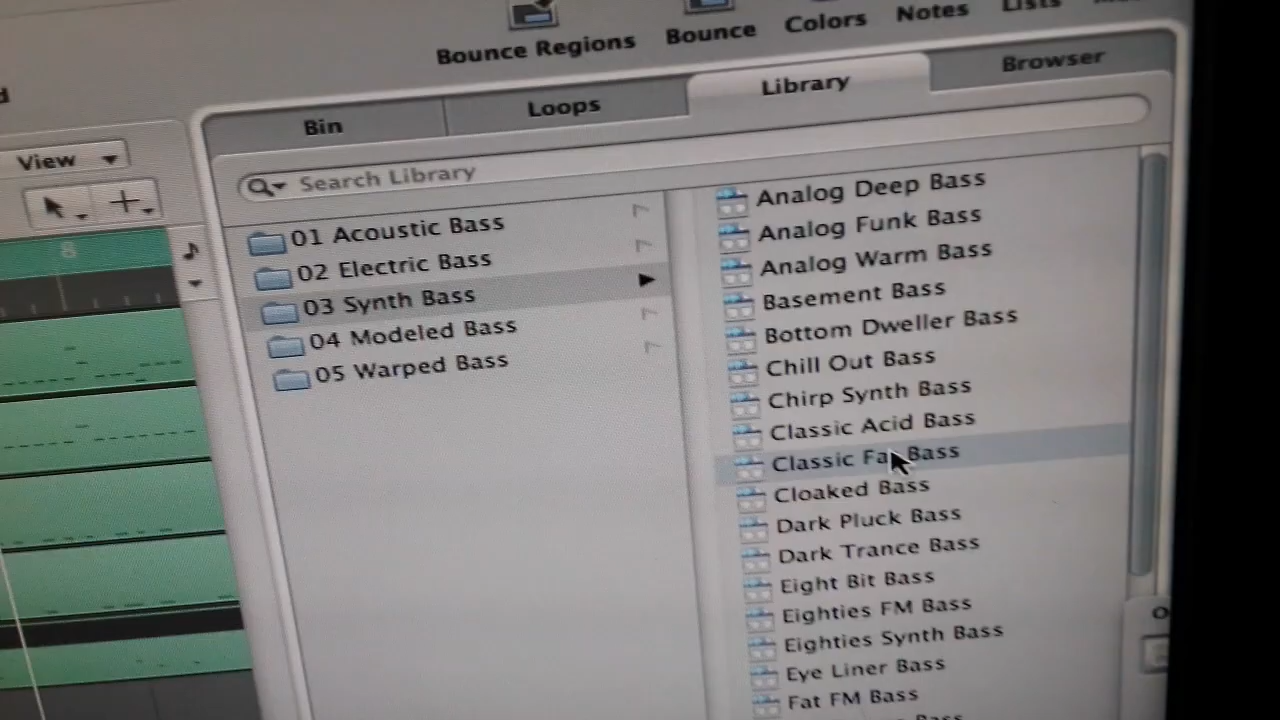 Bounce Regions
Bounce
Colors
Notes
Lists
Bin
Loops
Library
Browser
View
Search Library
8
01 Acoustic Bass
02 Electric Bass
03 Synth Bass
04 Modeled Bass
05 Warped Bass
Analog Deep Bass
Analog Funk Bass
Analog Warm Bass
Basement Bass
Bottom Dweller Bass
Chill Out Bass
Chirp Synth Bass
Classic Acid Bass
Classic Fat Bass
Cloaked Bass
Dark Pluck Bass
Dark Trance Bass
Eight Bit Bass
Eighties FM Bass
Eighties Synth Bass
Eye Liner Bass
Fat FM Bass
Bass